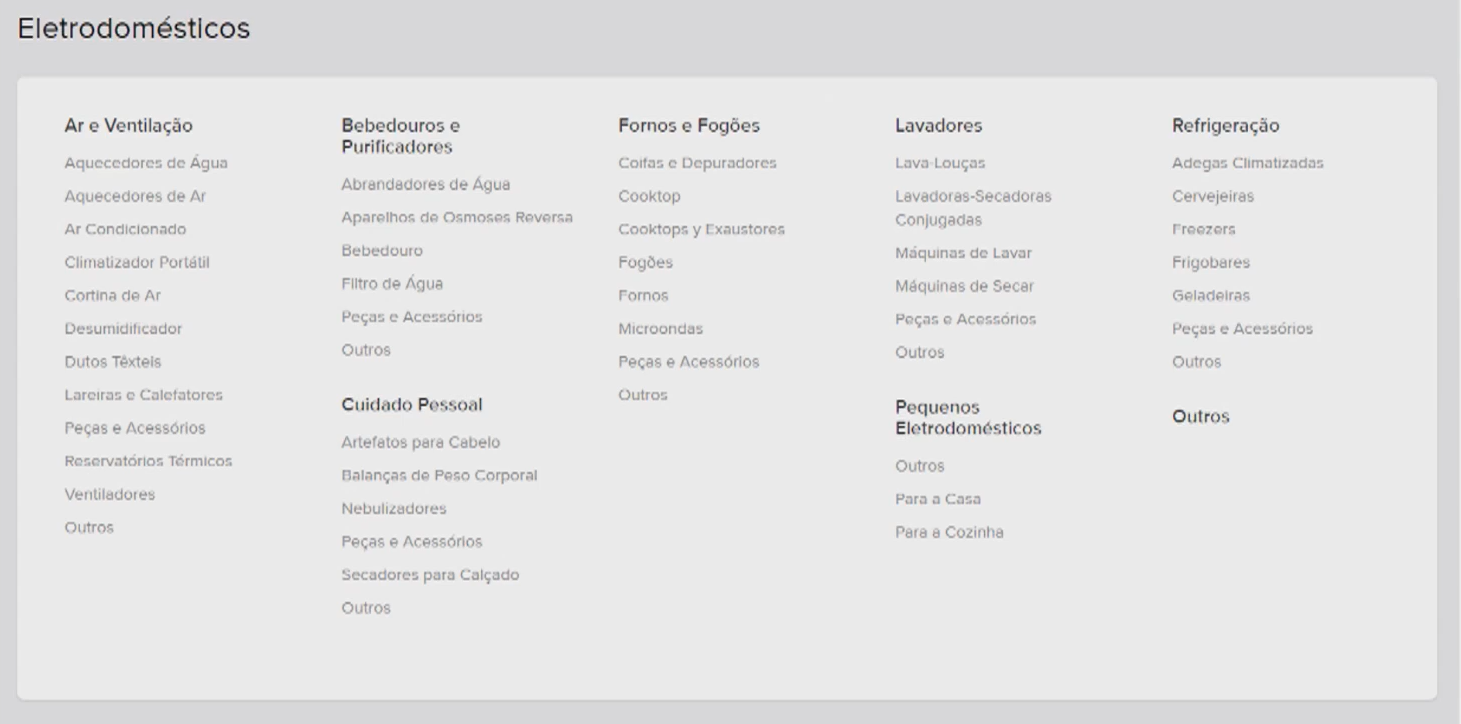 Eletrodomésticos
Ar e Ventilação
Aquecedores de Água
Aquecedores de Ar
Ar Condicionado
Climatizador Portátil
Cortina de Ar
Desumidificador
Dutos Têxteis
Lareiras e Calefatores
Peças e Acessórios
Reservatórios Térmicos
Ventiladores
Outros
Bebedouros e
Purificadores
Abrandadores de Água
Aparelhos de Osmoses Reversa
Bebedouro
Filtro de Água
Peças e Acessórios
Outros
Cuidado Pessoal
Artefatos para Cabelo
Balanças de Peso Corporal
Nebulizadores
Peças e Acessórios
Secadores para Calçado
Outros
Fornos e Fogões
Coifas e Depuradores
Cooktop
Cooktops y Exaustores
Fogões
Fornos
Microondas
Peças e Acessórios
Outros
Lavadores
Lava-Louças
Lavadoras-Secadoras
Conjugadas
Máquinas de Lavar
Máquinas de Secar
Peças e Acessórios
Outros
Pequenos
Eletrodomésticos
Outros
Para a Casa
Para a Cozinha
Refrigeração
Adegas Climatizadas
Cervejeiras
Freezers
Frigobares
Geladeiras
Peças e Acessórios
Outros
Outros